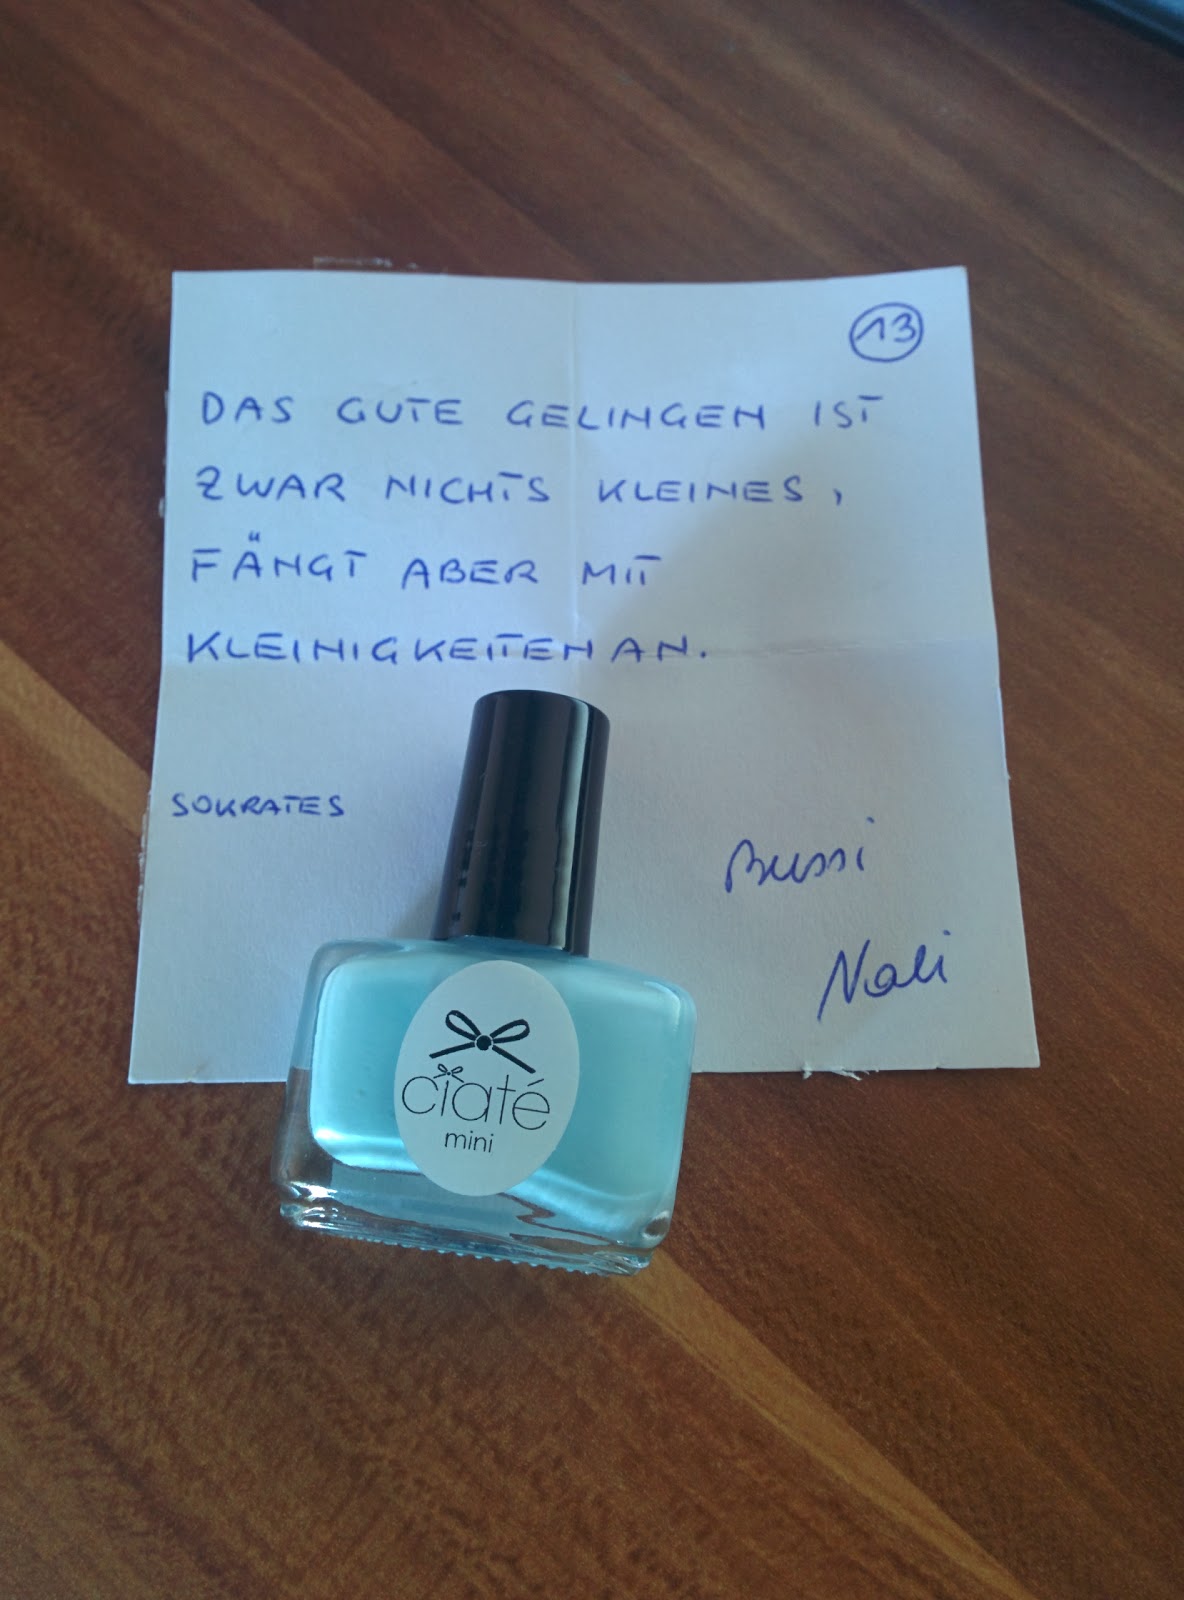 13
DAS GUTE GELINGEN IST
ZWAR NICHTS KLEINES,
FÄNGT ABER MIT
KLEINIGKEITEN AN.
SOKRATES
Bussi
Nali
ciaté
mini